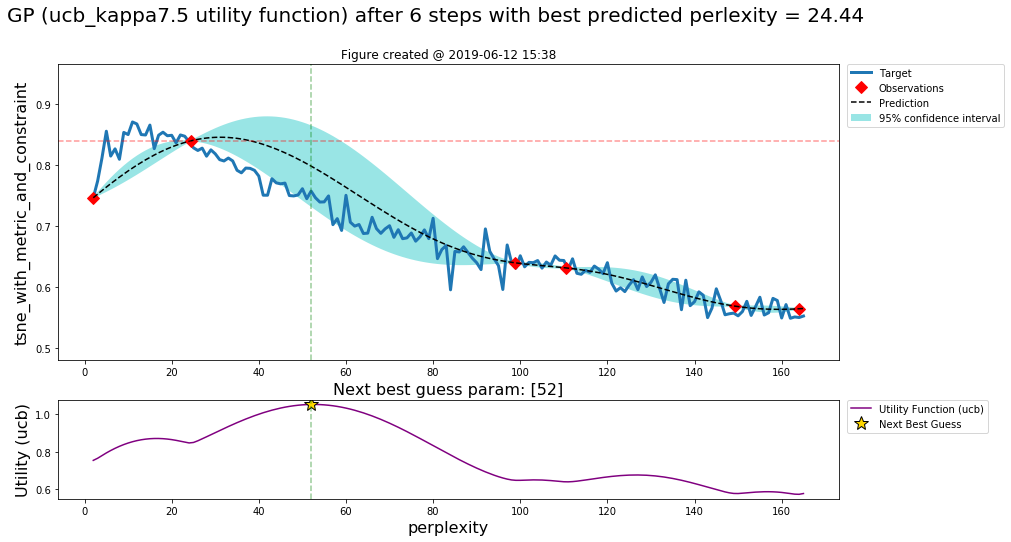 GP (ucb_kappa7.5 utility function) after 6 steps with best predicted perlexity = 24.44
Figure created @ 2019-06-12 15:38
tsne_with_metric_and_constraint
0.9
0.8
0.7
0.6
0.5
0 20 40 60 80 100 120 140 160
Target
Observations
Prediction
95% confidence interval
Next best guess param: [52]
Utility (ucb)
1.0
0.8
0.6
0 20 40 60 80 100 120 140 160
perplexity
Utility Function (ucb)
Next Best Guess